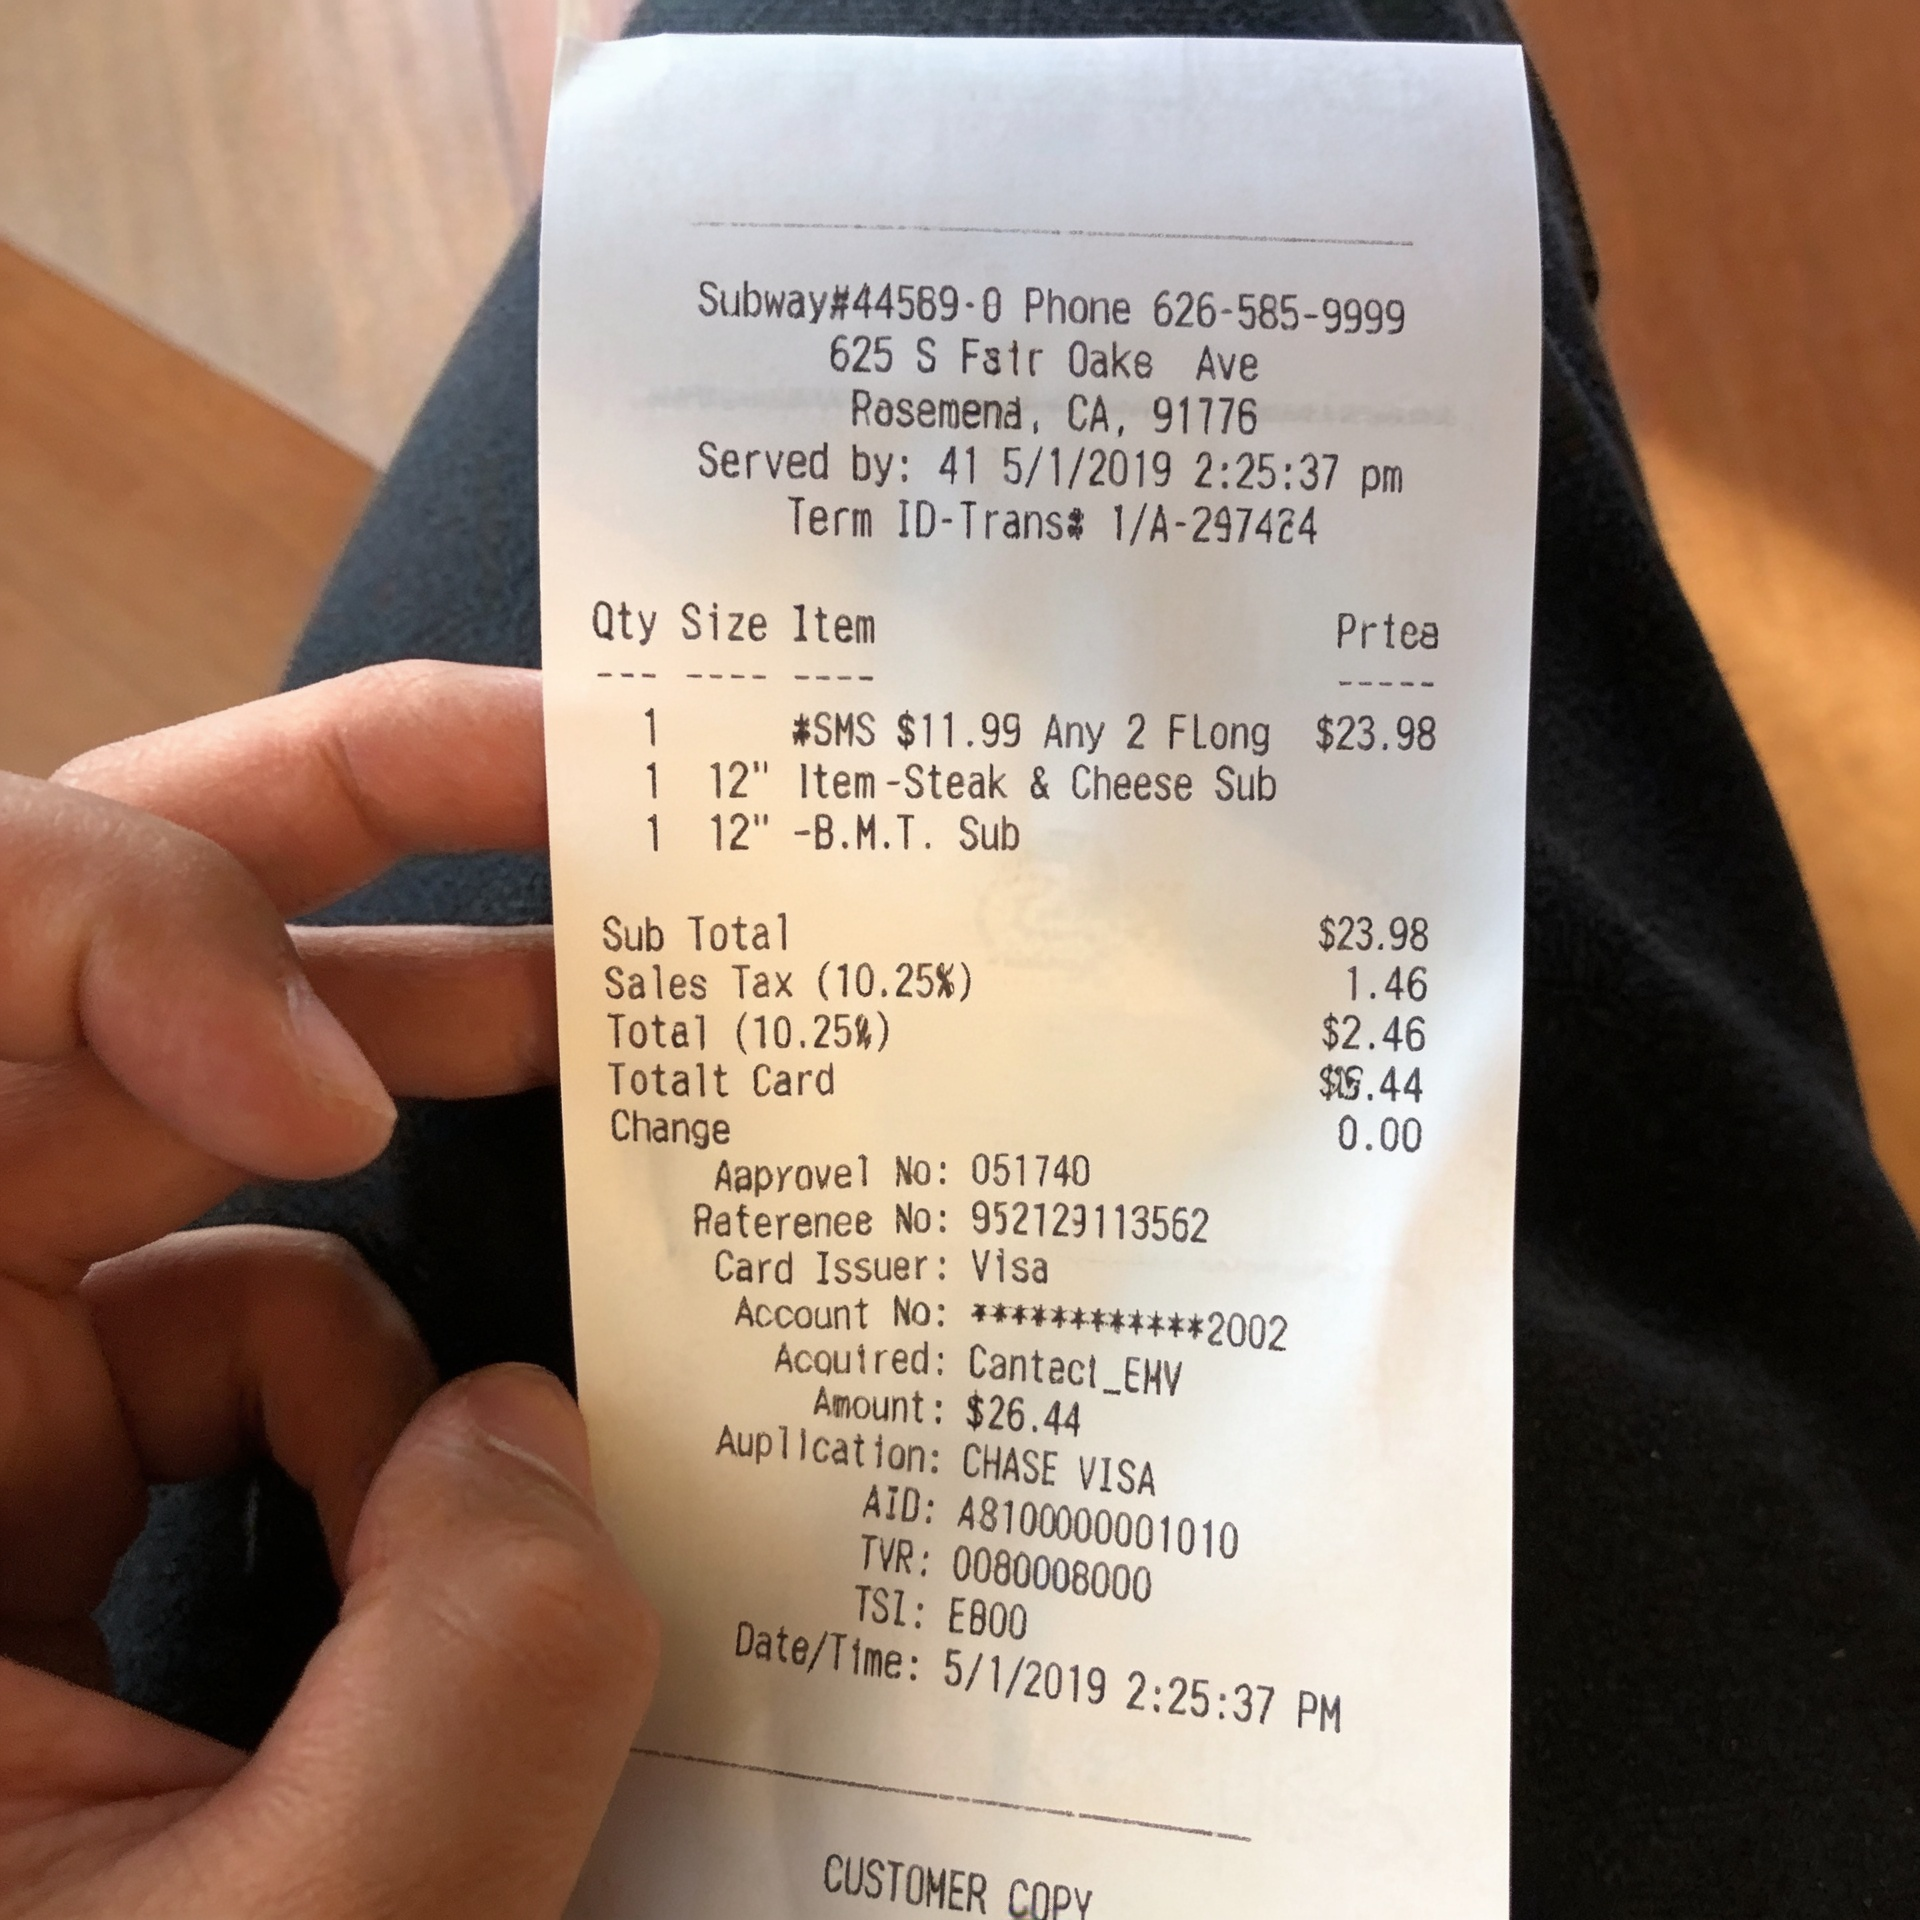 Subway#44589-0 Phone 626-585-9999
625 S Fatr Oake Ave
Rosemend, CA, 91776
Served by: 41 5/1/2019 2:25:37 pm
Term ID-Trans# 1/A-297424
Qty Size Item Prtea
--- ---- ---- -----
1 *SMS $11.99 Any 2 FLong $23.98
1 12" Item-Steak & Cheese Sub
1 12" -B.M.T. Sub
Sub Total $23.98
Sales Tax (10.25%) 1.46
Total (10.25%) $2.46
Totalt Card
Change 0.00
Aaprovel No: 051740
Raterenee No: 952129113562
Card Issuer: Visa
Account No: ************2002
Acoutred: Cantect_EHV
Amount: $26.44
Auplication: CHASE VISA
AID: A8100000001010
TVR: 0080008000
TSI: E800
Date/Time: 5/1/2019 2:25:37 PM
CUSTOMER COPY